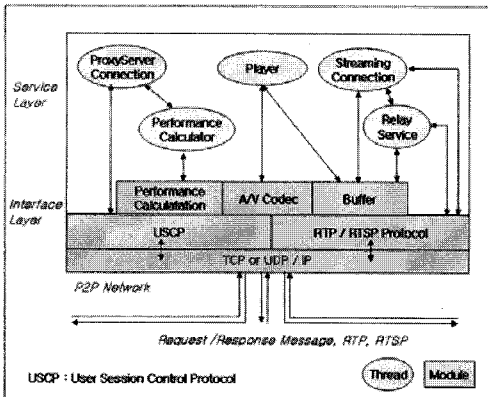 ProxyServer
Connection
Player
Streaming
Connection
Service
Layer
Performance
Calculator
Relay
Service
Performance
Calculatation
A/V Codec
Buffer
Interface
Layer
USCP
RTP / RTSP Protocol
TCP or UDP / IP
P2P Network
Request /Response Message, RTP, RTSP
USCP : User Session Control Protocol
Thread
Module